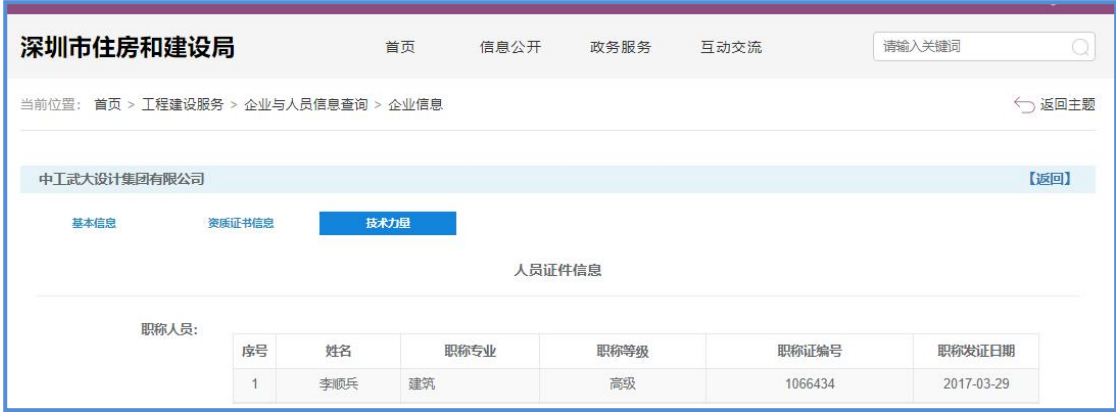 深圳市住房和建设局 首页 信息公开 政务服务 互动交流 请输入关键词
当前位置: 首页 > 工程建设服务 > 企业与人员信息查询 > 企业信息 返回主题
中工武大设计集团有限公司 【返回】
基本信息 资质证书信息 技术力量
人员证件信息
职称人员:
序号 姓名 职称专业 职称等级 职称证编号 职称发证日期
1 李顺兵 建筑 高级 1066434 2017-03-29